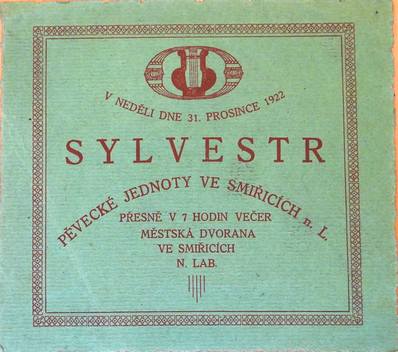 V NEDĚLI DNE 31. PROSINCE 1922
SYLVESTR
PĚVECKÉ JEDNOTY VE SMIŘICÍCH n. L.
PŘESNĚ V 7 HODIN VEČER
MĚSTSKÁ DVORANA
VE SMIŘICÍCH
N. LAB.